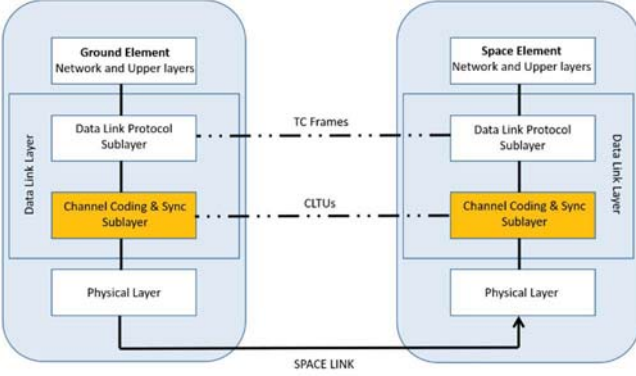 Ground Element
Network and Upper layers
Data Link Layer
Data Link Protocol
Sublayer
Channel Coding & Sync
Sublayer
Physical Layer
TC Frames
CLTUs
SPACE LINK
Space Element
Network and Upper layers
Data Link Protocol
Sublayer
Data Link Layer
Channel Coding & Sync
Sublayer
Physical Layer